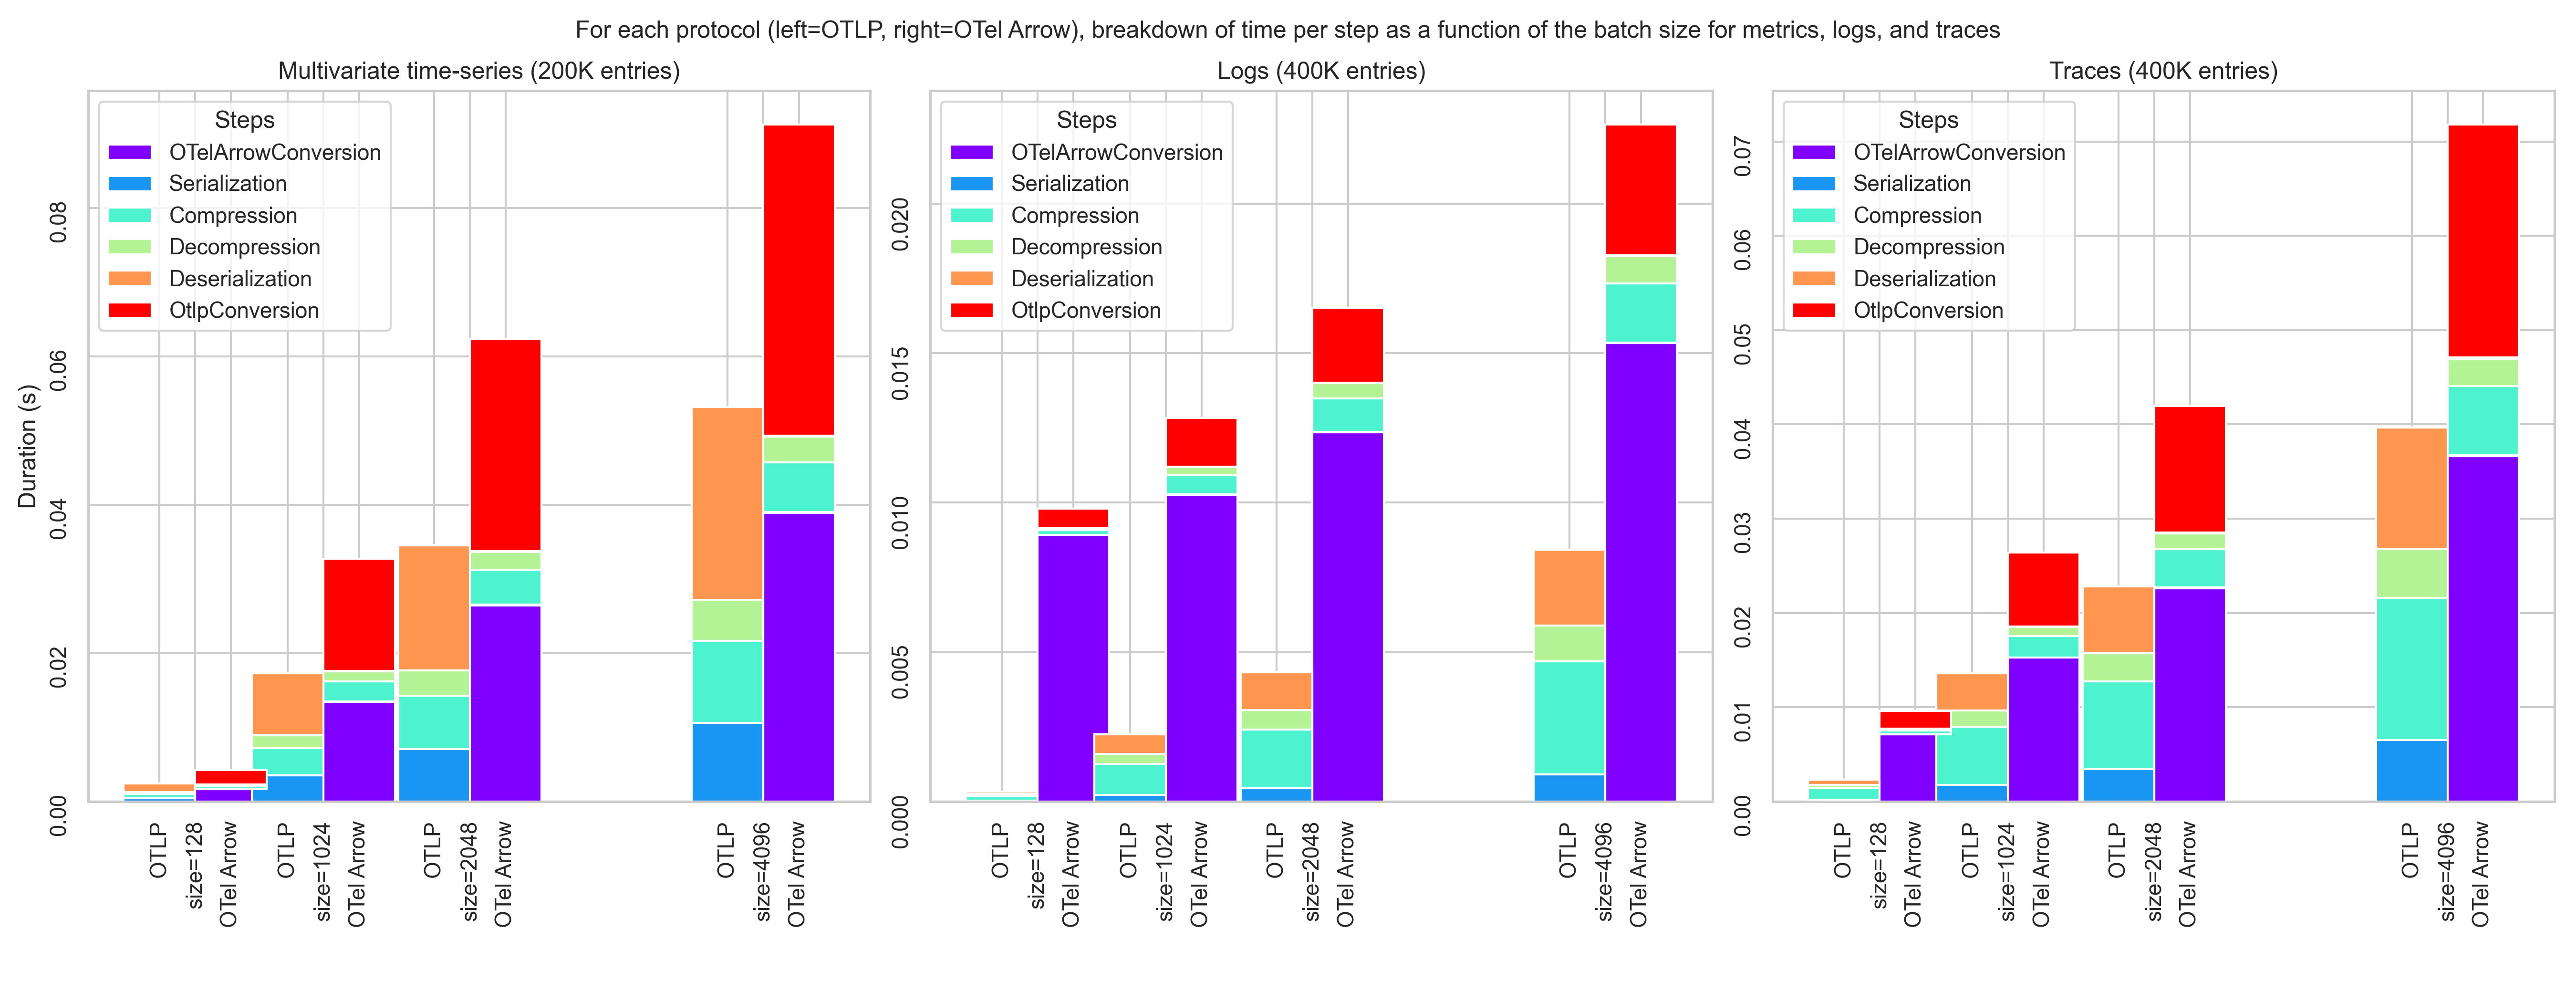 For each protocol (left=OTLP, right=OTel Arrow), breakdown of time per step as a function of the batch size for metrics, logs, and traces
Multivariate time-series (200K entries)
Steps
OTelArrowConversion
Serialization
Compression
Decompression
Deserialization
OtlpConversion
Duration (s)
0.08
0.06
0.04
0.02
0.00
OTLP
size=128
OTel Arrow
OTLP
size=1024
OTel Arrow
OTLP
size=2048
OTel Arrow
OTLP
size=4096
OTel Arrow
Logs (400K entries)
Steps
OTelArrowConversion
Serialization
Compression
Decompression
Deserialization
OtlpConversion
0.020
0.015
0.010
0.005
0.000
OTLP
size=128
OTel Arrow
OTLP
size=1024
OTel Arrow
OTLP
size=2048
OTel Arrow
OTLP
size=4096
OTel Arrow
Traces (400K entries)
Steps
OTelArrowConversion
Serialization
Compression
Decompression
Deserialization
OtlpConversion
0.07
0.06
0.05
0.04
0.03
0.02
0.01
0.00
OTLP
size=128
OTel Arrow
OTLP
size=1024
OTel Arrow
OTLP
size=2048
OTel Arrow
OTLP
size=4096
OTel Arrow